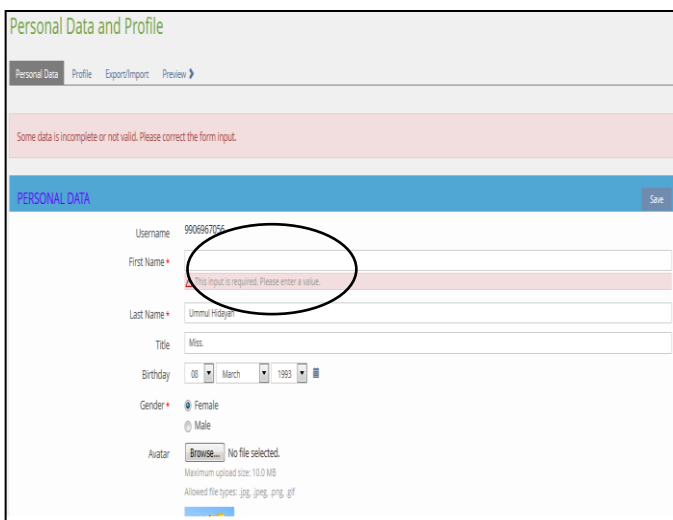 Personal Data and Profile
Personal Data Profile Export/Import Preview ❯
Some data is incomplete or not valid. Please correct the form input.
PERSONAL DATA Save
Username 9906967056
First Name *
This input is required. Please enter a value.
Last Name * Ummul Hidayah
Title Miss.
Birthday 08 March 1993
Gender * Female
Male
Avatar Browse... No file selected.
Maximum upload size: 10.0 MB
Allowed file types: .jpg, .jpeg, .png, .gif